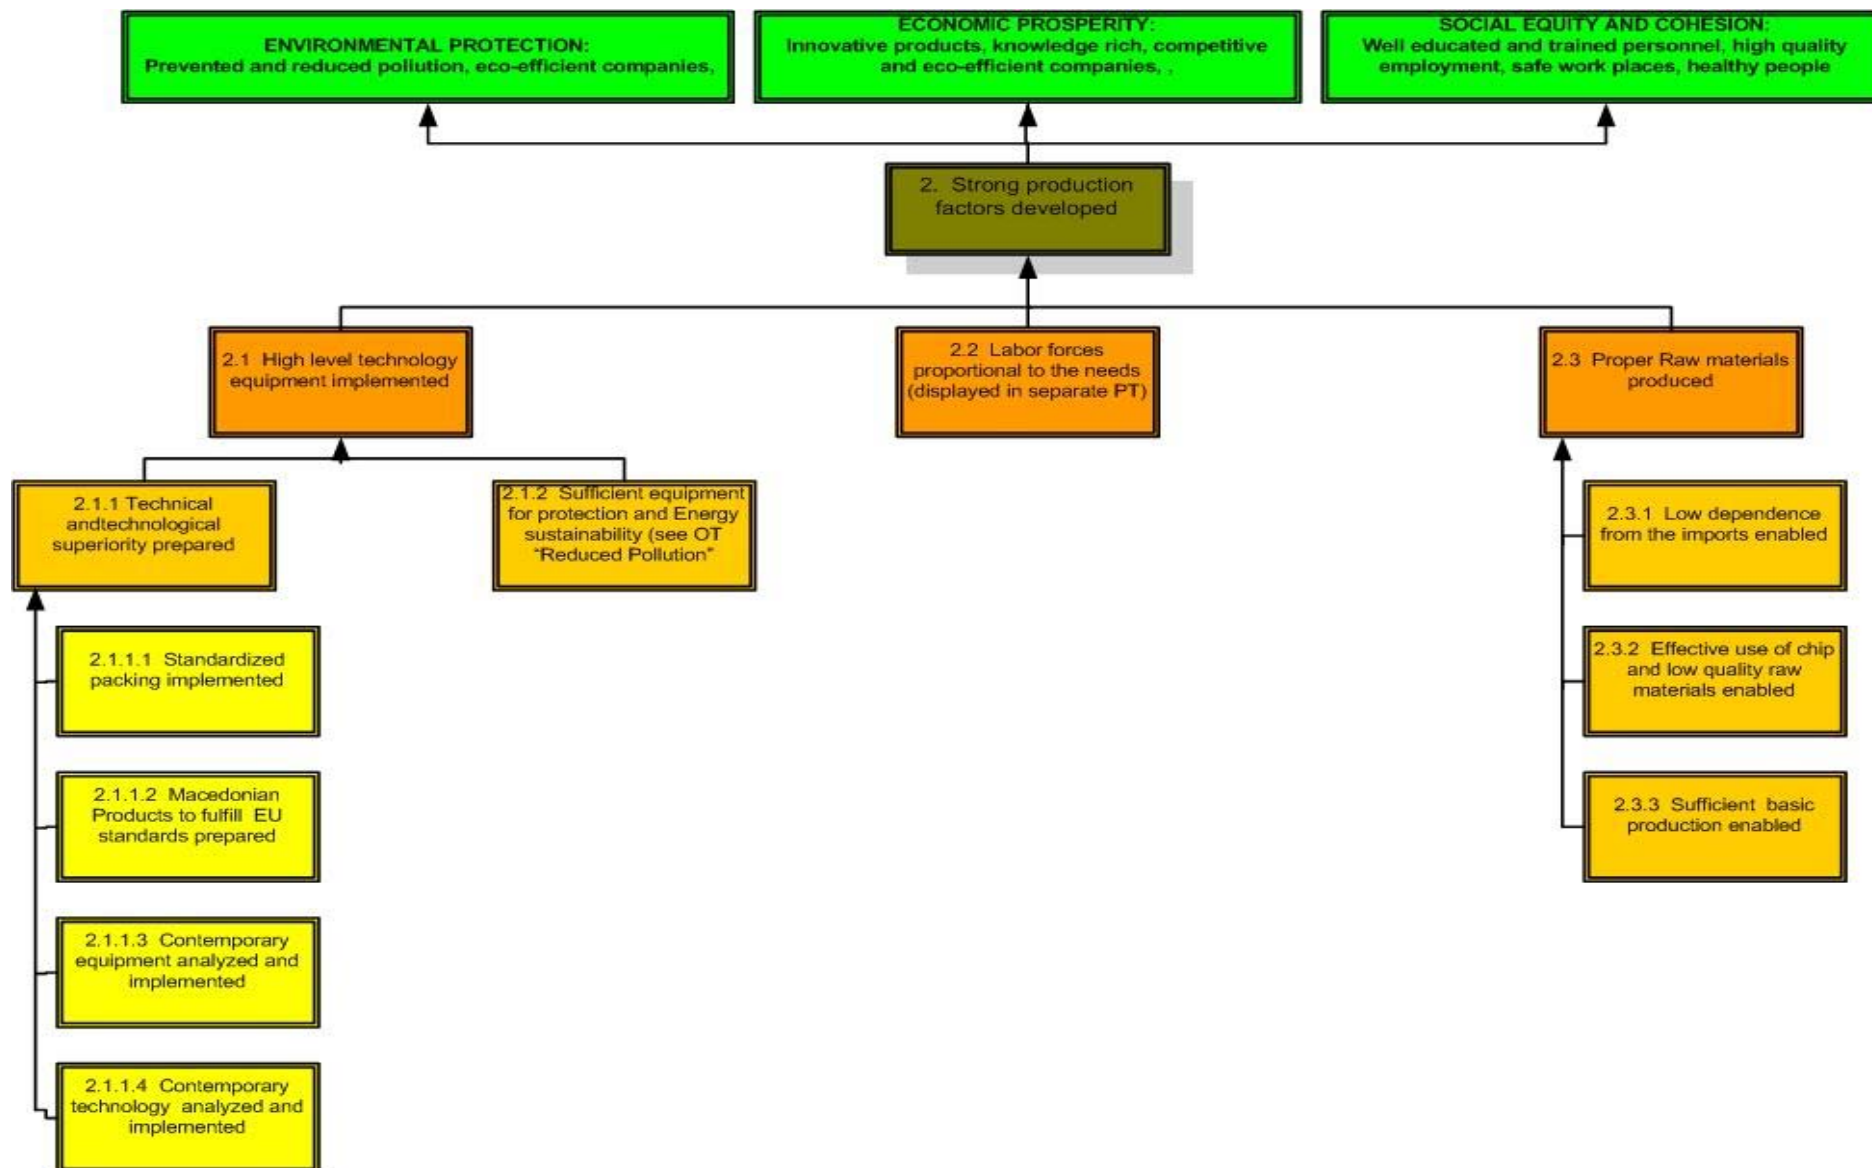 ENVIRONMENTAL PROTECTION:
Prevented and reduced pollution, eco-efficient companies,
ECONOMIC PROSPERITY:
Innovative products, knowledge rich, competitive
and eco-efficient companies, ,
SOCIAL EQUITY AND COHESION:
Well educated and trained personnel, high quality
employment, safe work places, healthy people
2. Strong production
factors developed
2.1 High level technology
equipment implemented
2.2 Labor forces
proportional to the needs
(displayed in separate PT)
2.3 Proper Raw materials
produced
2.1.1 Technical
andtechnological
superiority prepared
2.1.2 Sufficient equipment
for protection and Energy
sustainability (see OT
“Reduced Pollution”
2.3.1 Low dependence
from the imports enabled
2.1.1.1 Standardized
packing implemented
2.3.2 Effective use of chip
and low quality raw
materials enabled
2.1.1.2 Macedonian
Products to fulfill EU
standards prepared
2.3.3 Sufficient basic
production enabled
2.1.1.3 Contemporary
equipment analyzed and
implemented
2.1.1.4 Contemporary
technology analyzed and
implemented